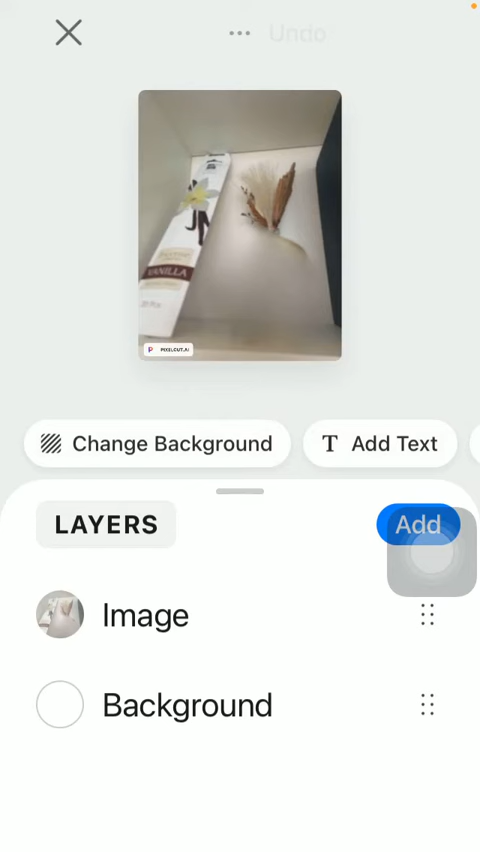 Undo
VANILLA
PIXELCUT.AI
Change Background
Add Text
LAYERS
Add
Image
Background